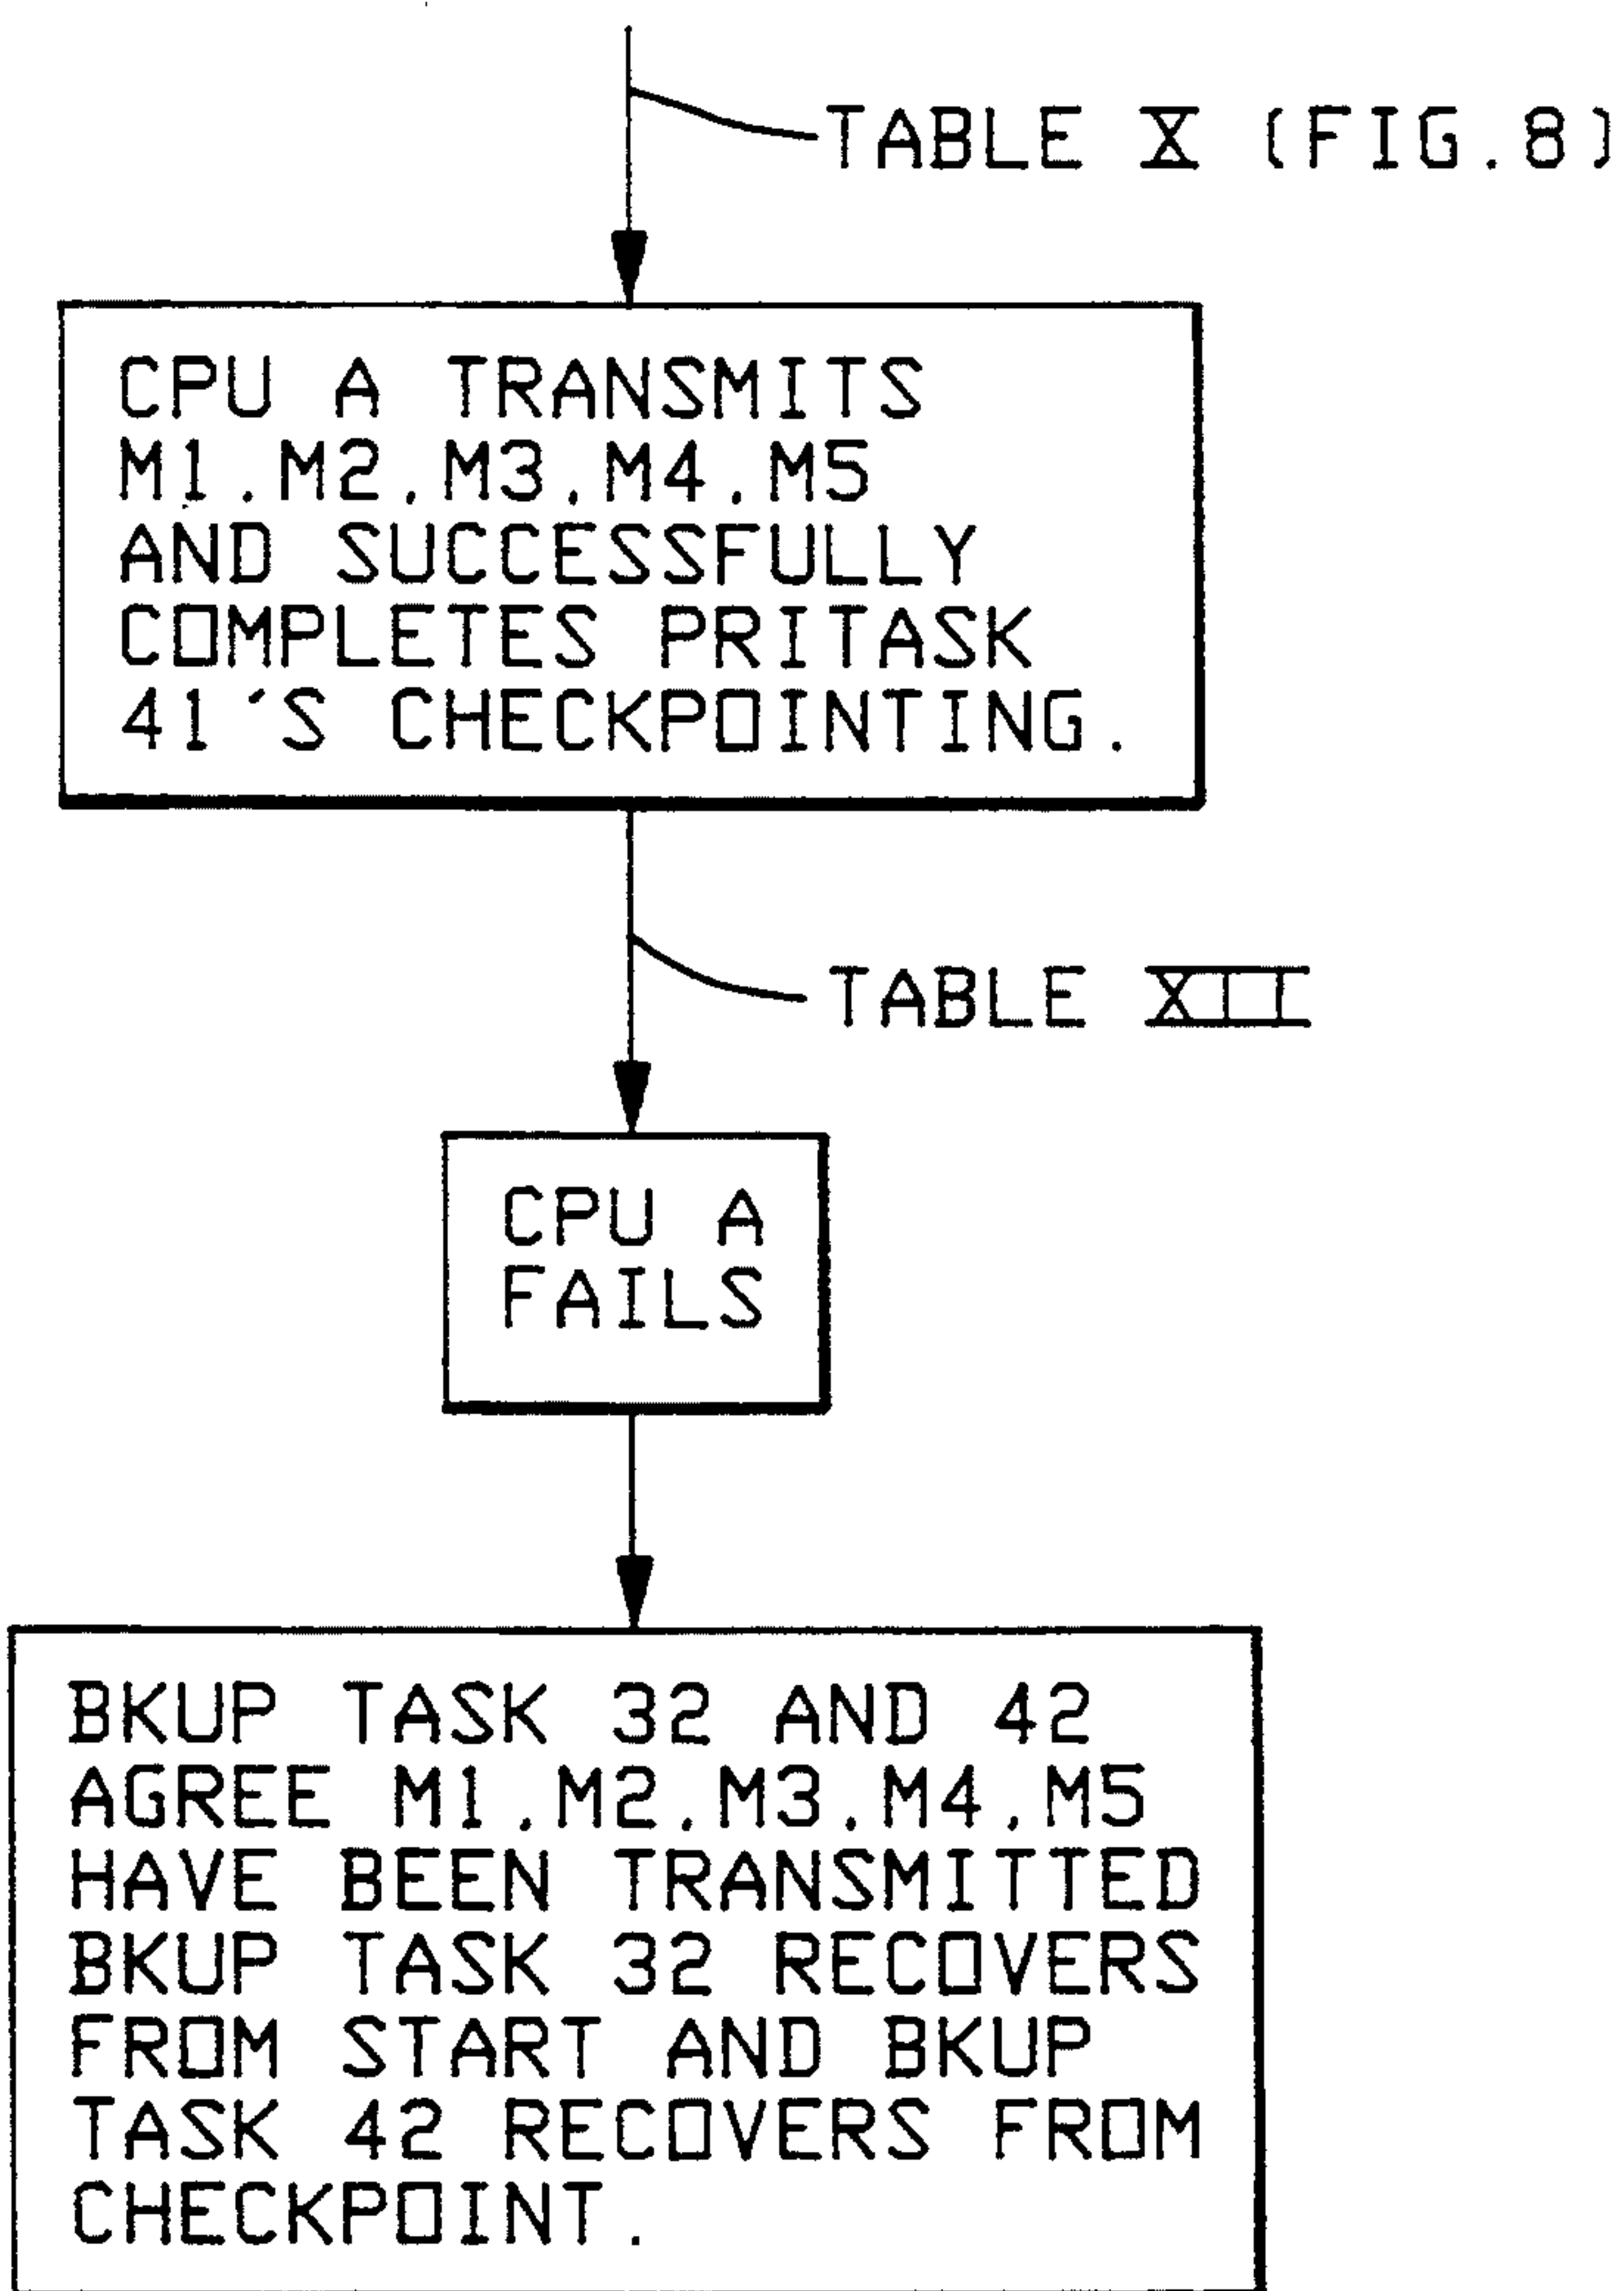 TABLE X (FIG.8)
CPU A TRANSMITS
M1,M2,M3,M4,M5
AND SUCCESSFULLY
COMPLETES PRITASK
41'S CHECKPOINTING.
TABLE XII
CPU A
FAILS
BKUP TASK 32 AND 42
AGREE M1,M2,M3,M4,M5
HAVE BEEN TRANSMITTED
BKUP TASK 32 RECOVERS
FROM START AND BKUP
TASK 42 RECOVERS FROM
CHECKPOINT.